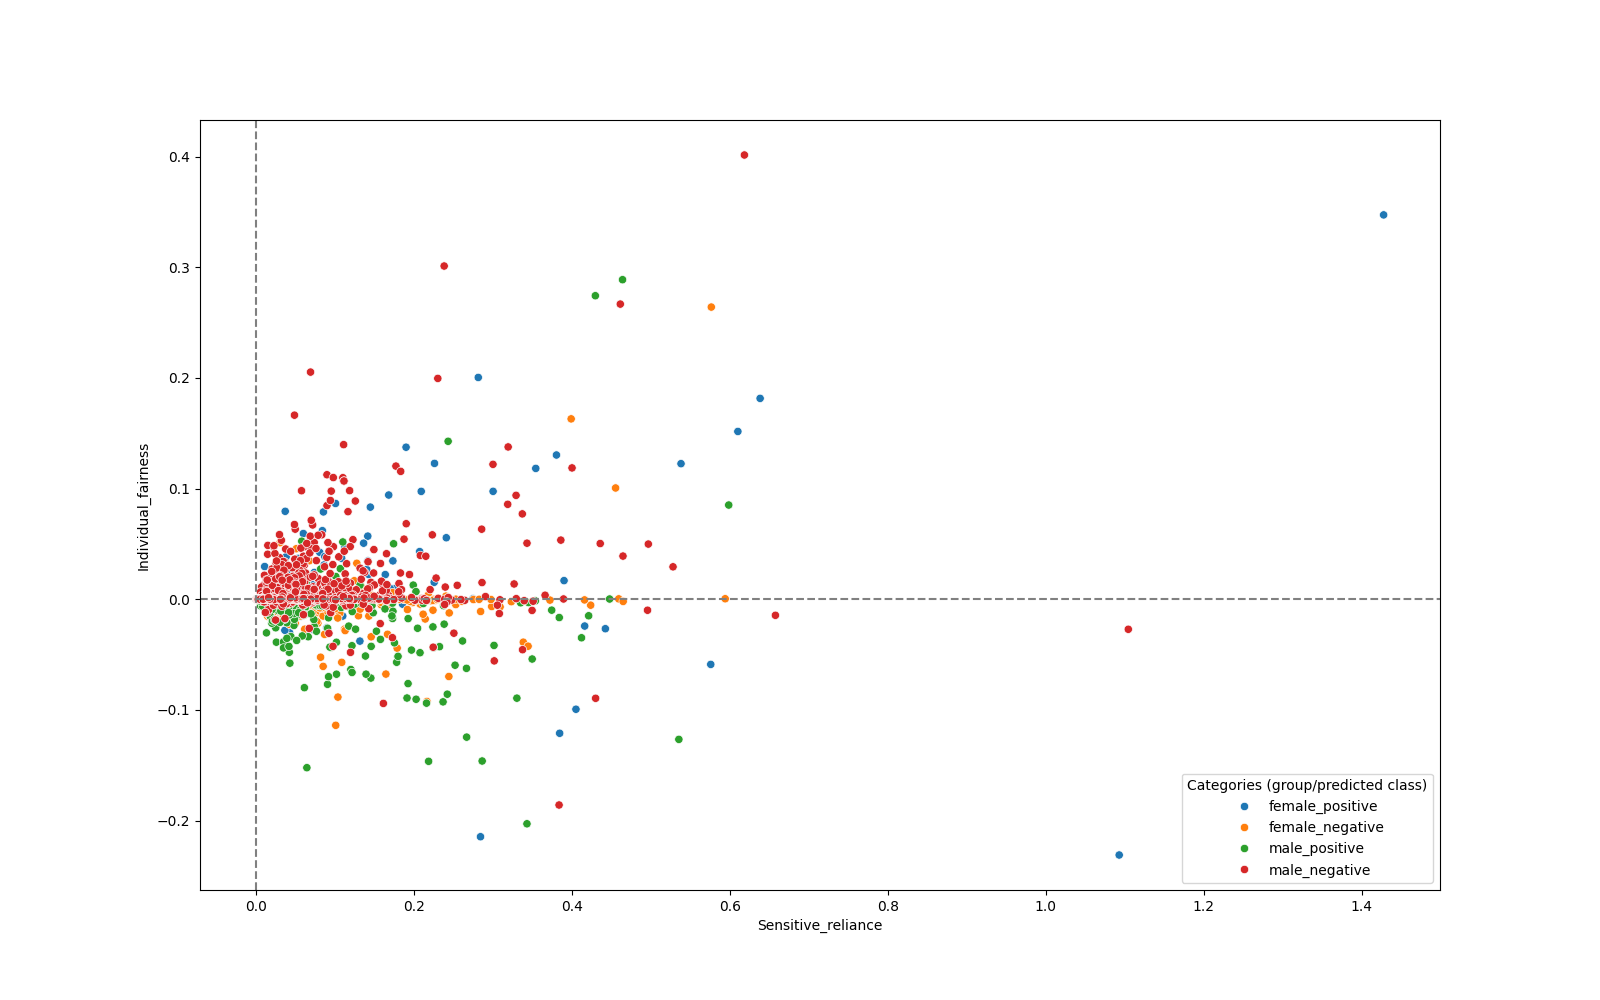 0.4
0.3
0.2
0.1
0.0
−0.1
−0.2
Individual_fairness
0.0 0.2 0.4 0.6 0.8 1.0 1.2 1.4
Sensitive_reliance
Categories (group/predicted class)
female_positive
female_negative
male_positive
male_negative